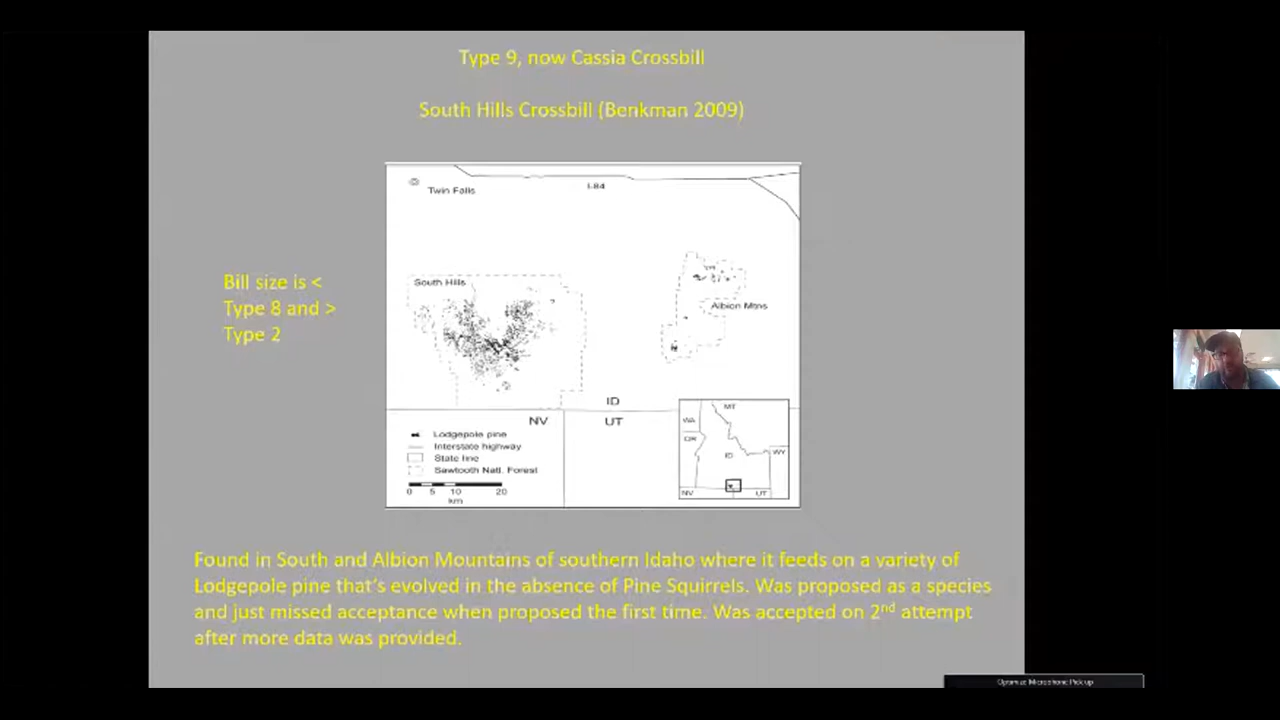 Type 9, now Cassia Crossbill
South Hills Crossbill (Benkman 2009)
Twin Falls
I-84
South Hills
Albion Mtns
Bill size is <
Type 8 and >
Type 2
ID
NV
UT
Lodgepole pine
Interstate highway
State line
Sawtooth Natl. Forest
0 5 10 20
km
MT
WA
OR
ID
WY
NV
UT
Found in South and Albion Mountains of southern Idaho where it feeds on a variety of
Lodgepole pine that's evolved in the absence of Pine Squirrels. Was proposed as a species
and just missed acceptance when proposed the first time. Was accepted on 2nd attempt
after more data was provided.
Optimize Microphone Pickup